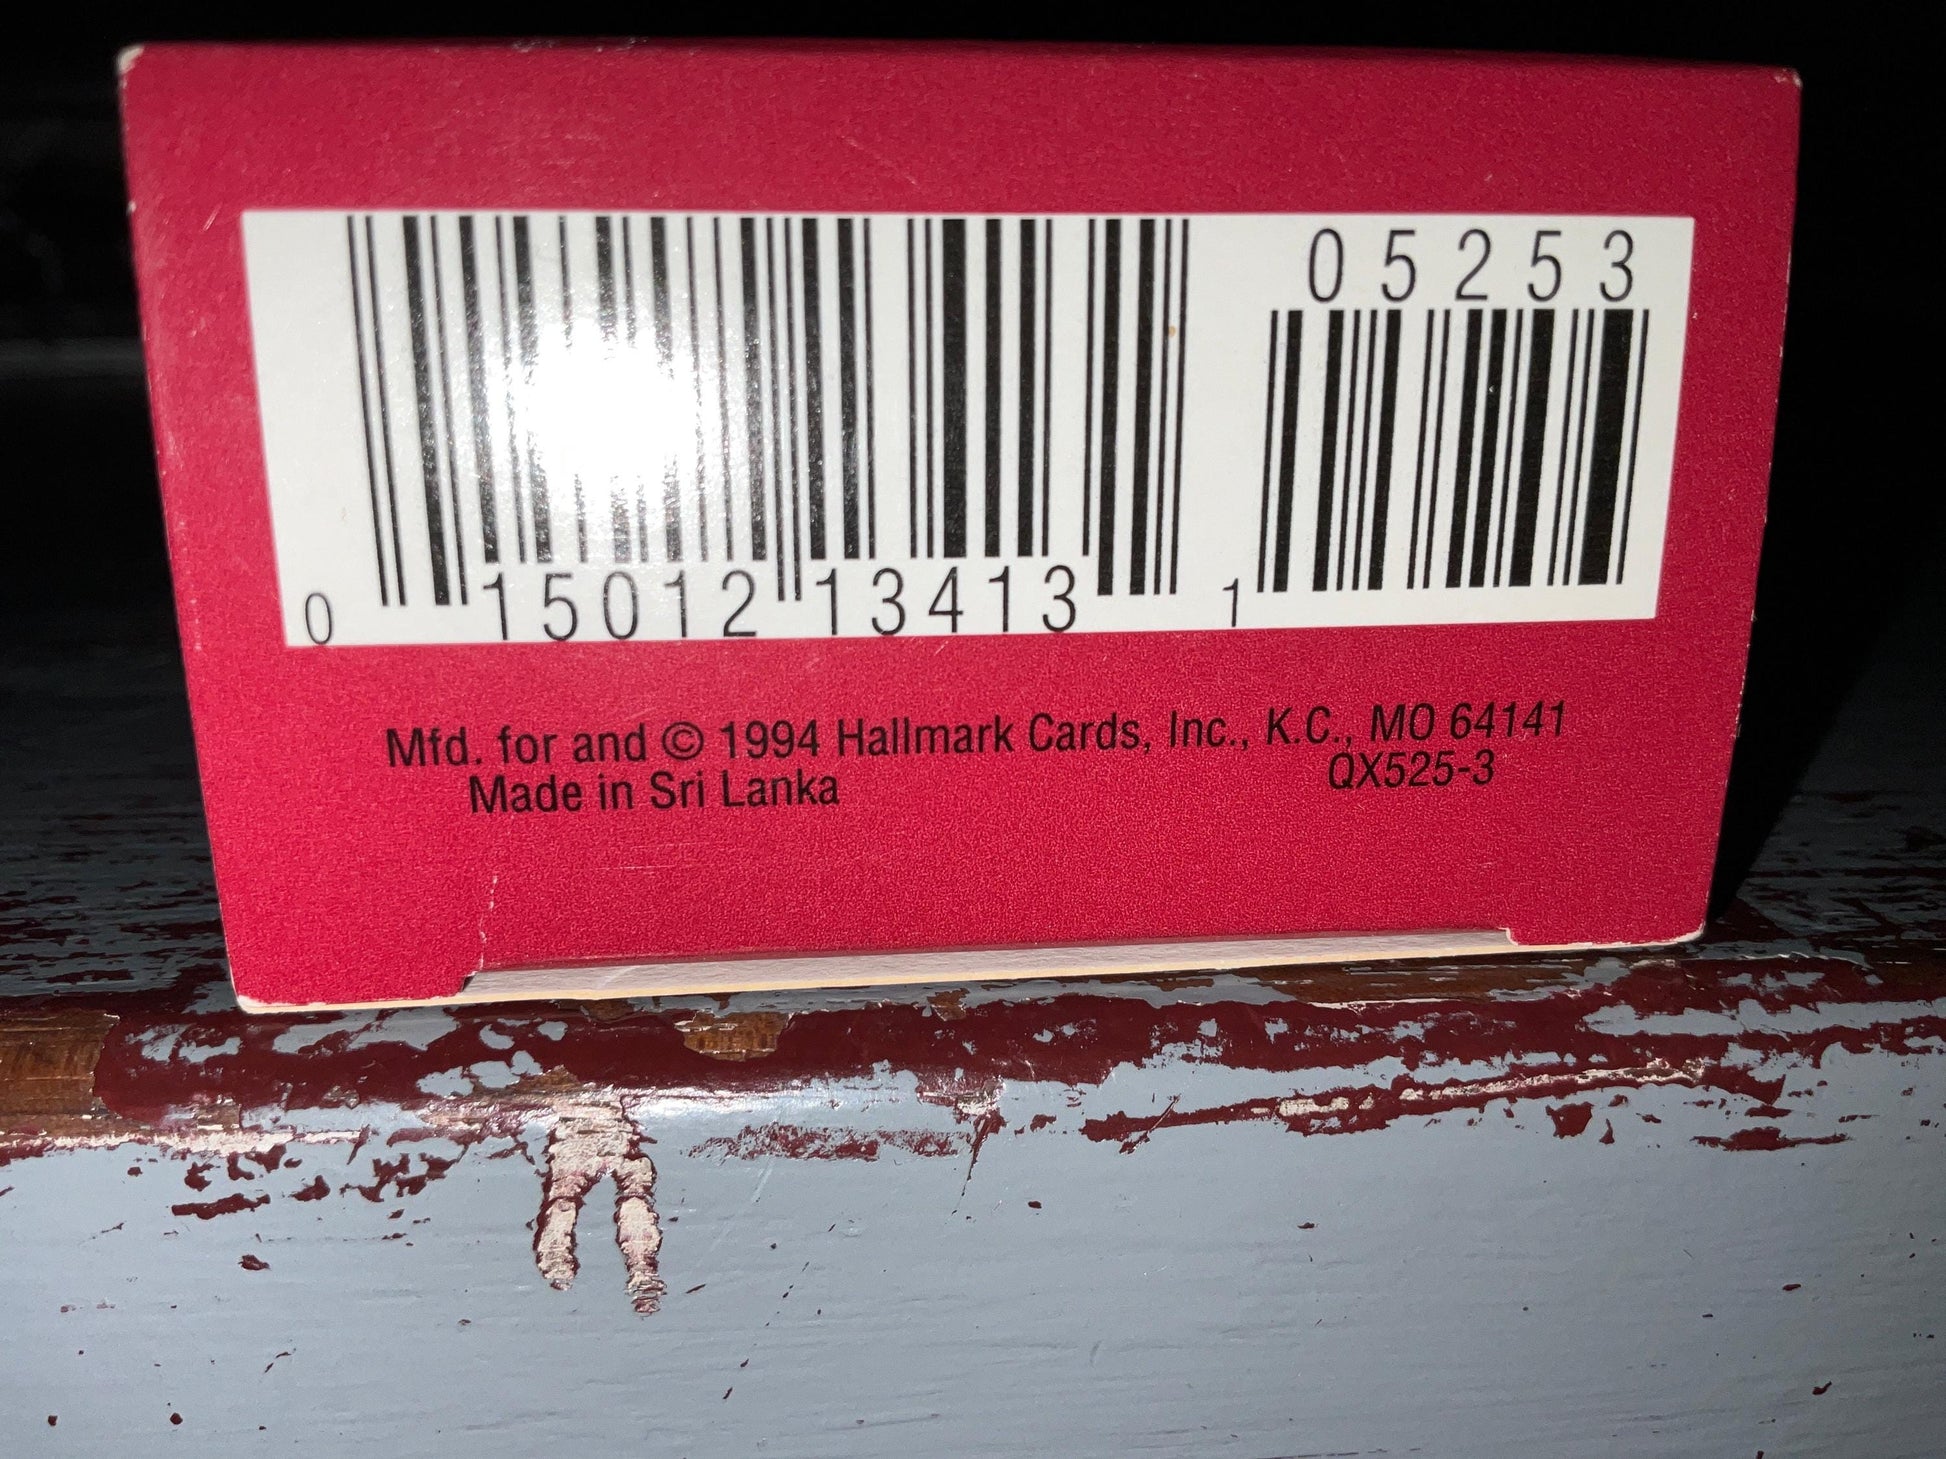 05253
0 15012 13413 1
Mfd. for and © 1994 Hallmark Cards, Inc., K.C., MO 64141
Made in Sri Lanka QX525-3